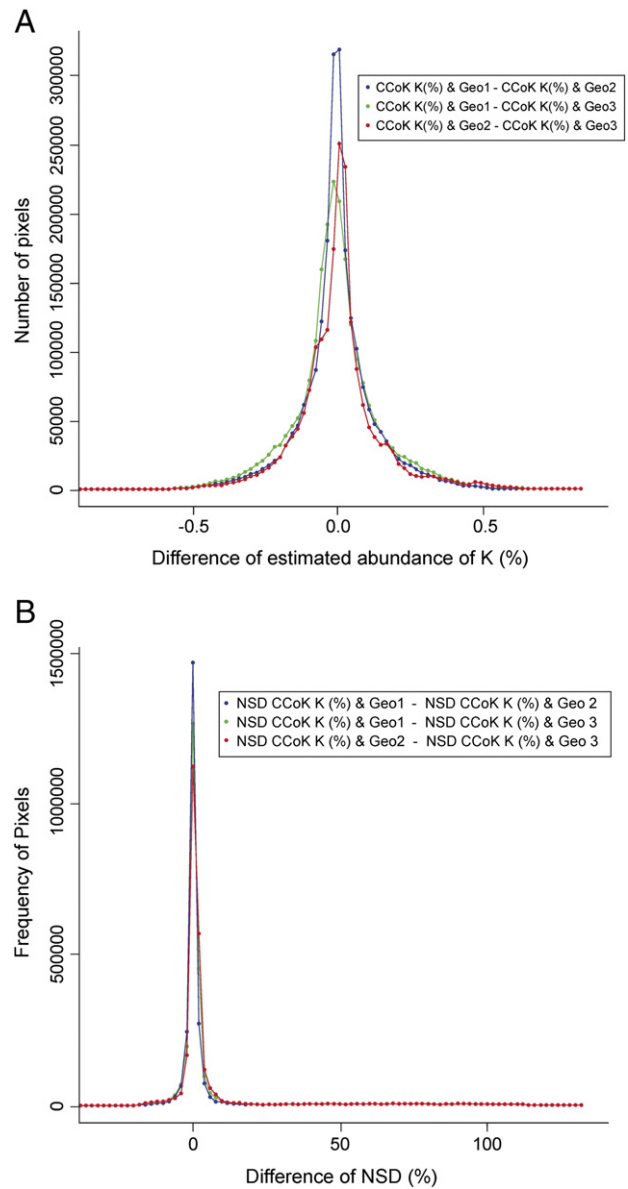 A
300000
250000
200000
150000
100000
50000
0
Number of pixels
CCoK K(%) & Geo1 - CCoK K(%) & Geo2
CCoK K(%) & Geo1 - CCoK K(%) & Geo3
CCoK K(%) & Geo2 - CCoK K(%) & Geo3
-0.5 0.0 0.5
Difference of estimated abundance of K (%)
B
1500000
1000000
500000
0
Frequency of Pixels
NSD CCoK K (%) & Geo1 - NSD CCoK K (%) & Geo 2
NSD CCoK K (%) & Geo1 - NSD CCoK K (%) & Geo 3
NSD CCoK K (%) & Geo2 - NSD CCoK K (%) & Geo 3
0 50 100
Difference of NSD (%)